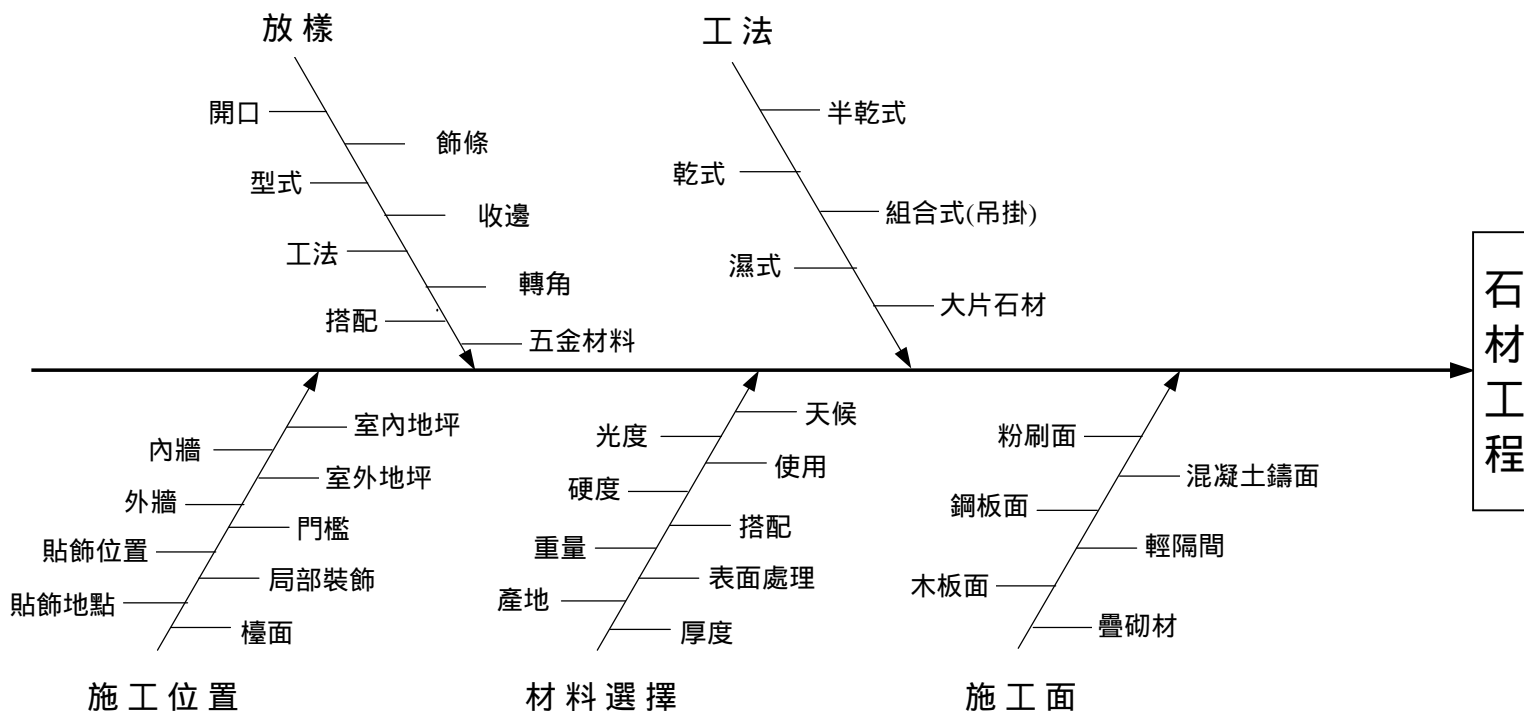 放樣
工法
開口
飾條
型式
收邊
工法
轉角
搭配
五金材料
半乾式
乾式
組合式(吊掛)
濕式
大片石材
石材工程
室內地坪
內牆
室外地坪
外牆
門檻
貼飾位置
局部裝飾
貼飾地點
檯面
天候
光度
使用
硬度
搭配
重量
表面處理
產地
厚度
粉刷面
混凝土鑄面
鋼板面
輕隔間
木板面
疊砌材
施工位置
材料選擇
施工面